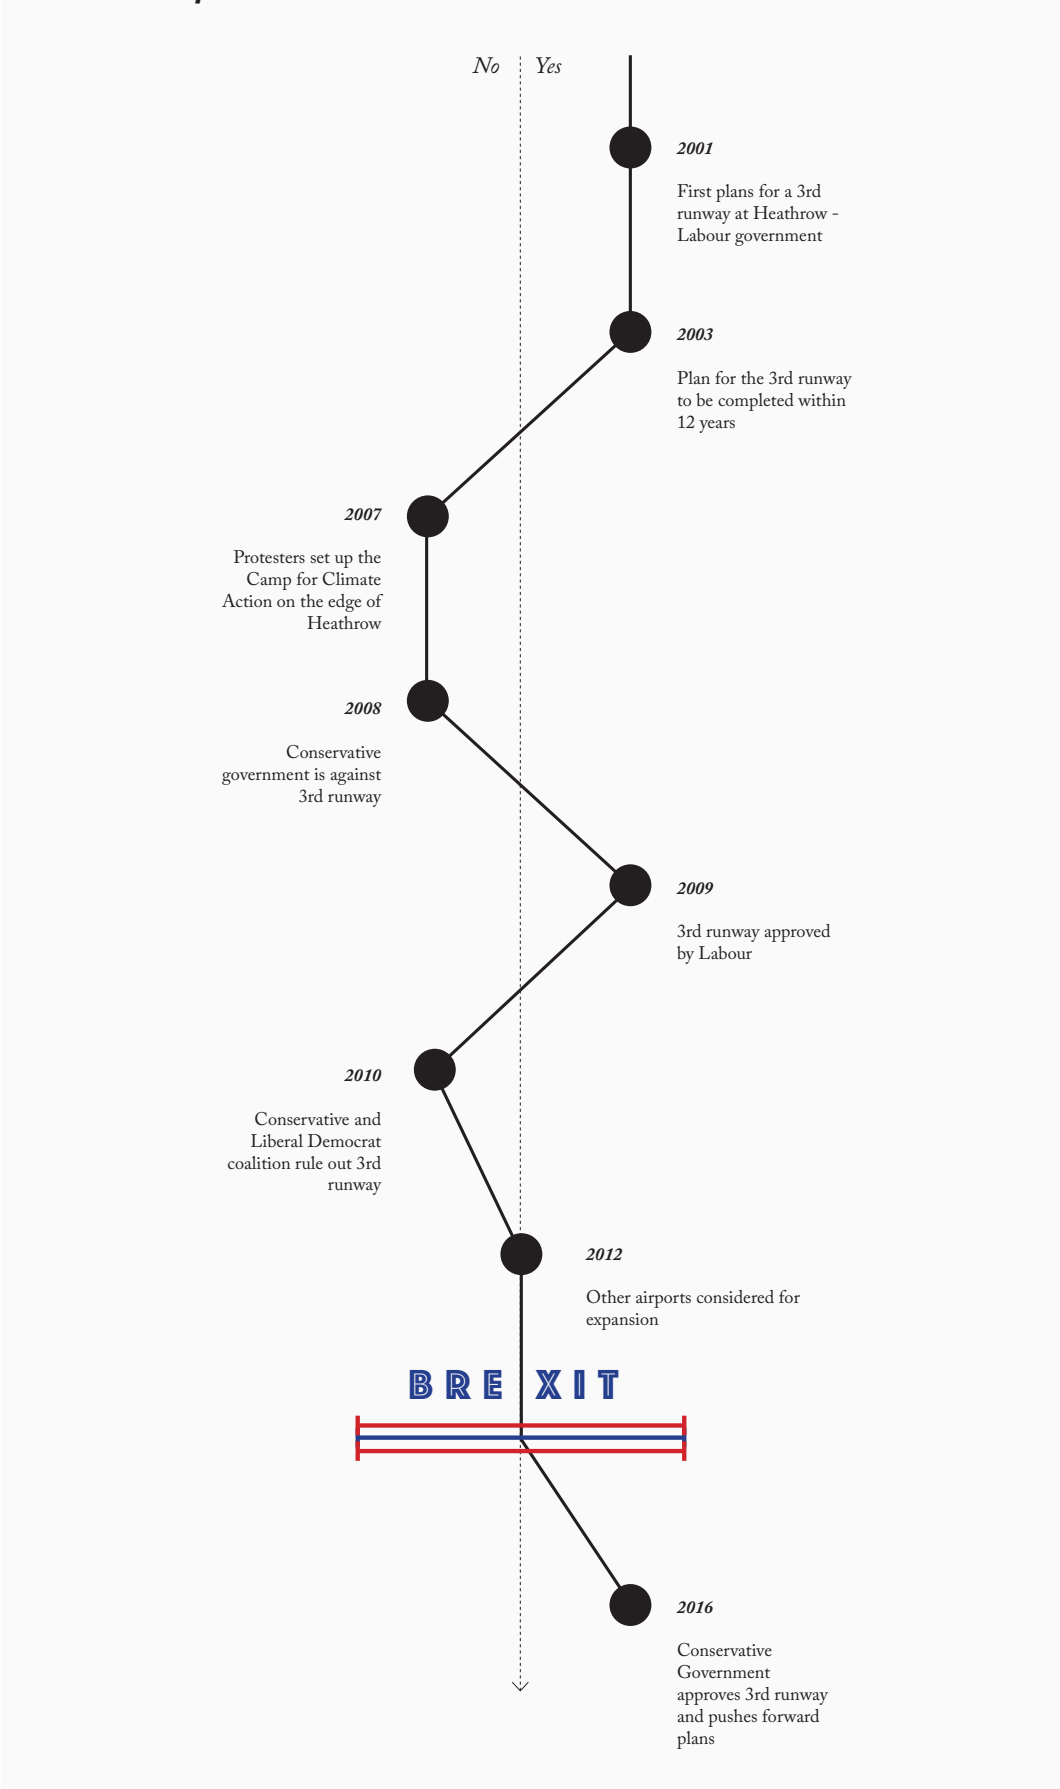 No Yes
2001
First plans for a 3rd
runway at Heathrow -
Labour government
2003
Plan for the 3rd runway
to be completed within
12 years
2007
Protesters set up the
Camp for Climate
Action on the edge of
Heathrow
2008
Conservative
government is against
3rd runway
2009
3rd runway approved
by Labour
2010
Conservative and
Liberal Democrat
coalition rule out 3rd
runway
2012
Other airports considered for
expansion
BREXIT
2016
Conservative
Government
approves 3rd runway
and pushes forward
plans